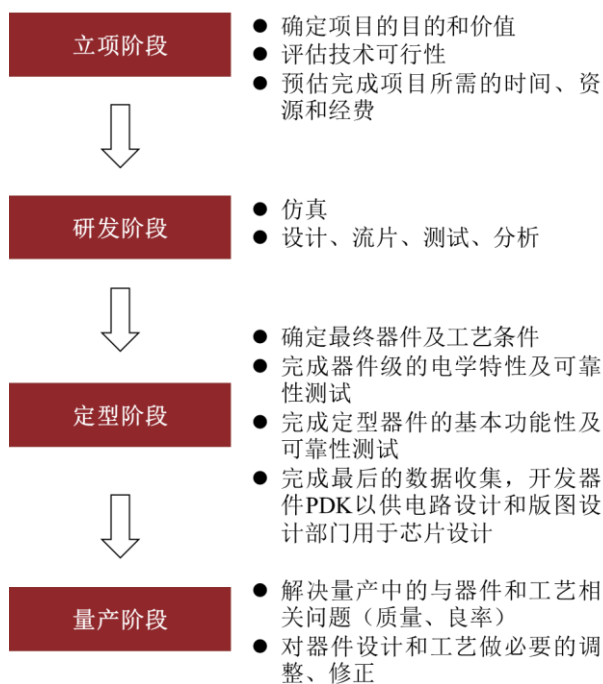 立项阶段
● 确定项目的目的和价值
● 评估技术可行性
● 预估完成项目所需的时间、资
源和经费
研发阶段
● 仿真
● 设计、流片、测试、分析
定型阶段
● 确定最终器件及工艺条件
● 完成器件级的电学特性及可靠
性测试
● 完成定型器件的基本功能性及
可靠性测试
● 完成最后的数据收集，开发器
件PDK以供电路设计和版图设
计部门用于芯片设计
量产阶段
● 解决量产中的与器件和工艺相
关问题（质量、良率）
● 对器件设计和工艺做必要的调
整、修正